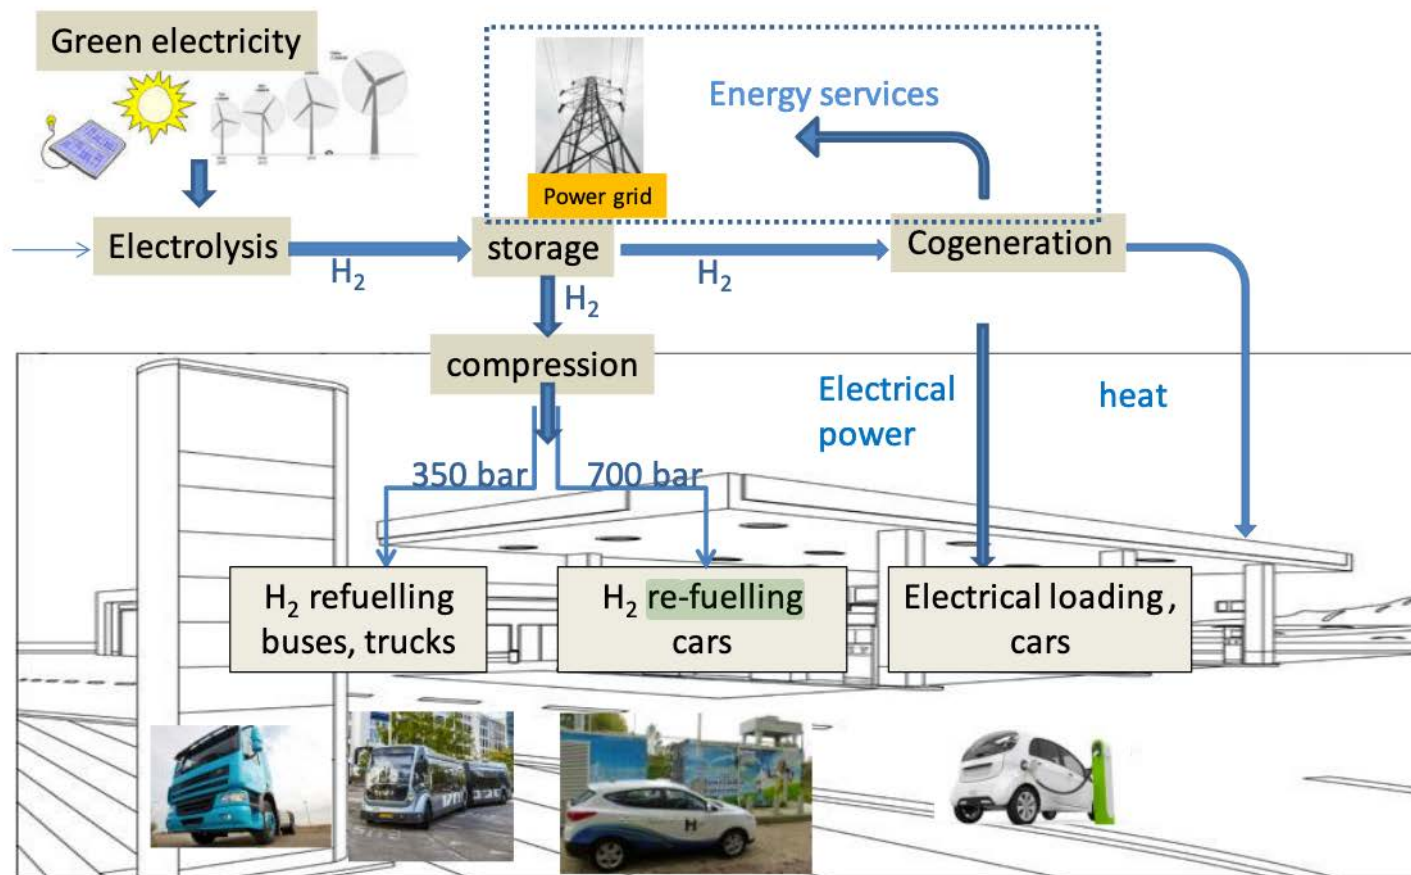 Green electricity
Energy services
Power grid
Electrolysis
H₂
storage
H₂
Cogeneration
H₂
compression
Electrical
power
heat
350 bar
700 bar
H₂ refuelling
buses, trucks
H₂ re-fuelling
cars
Electrical loading,
cars
H